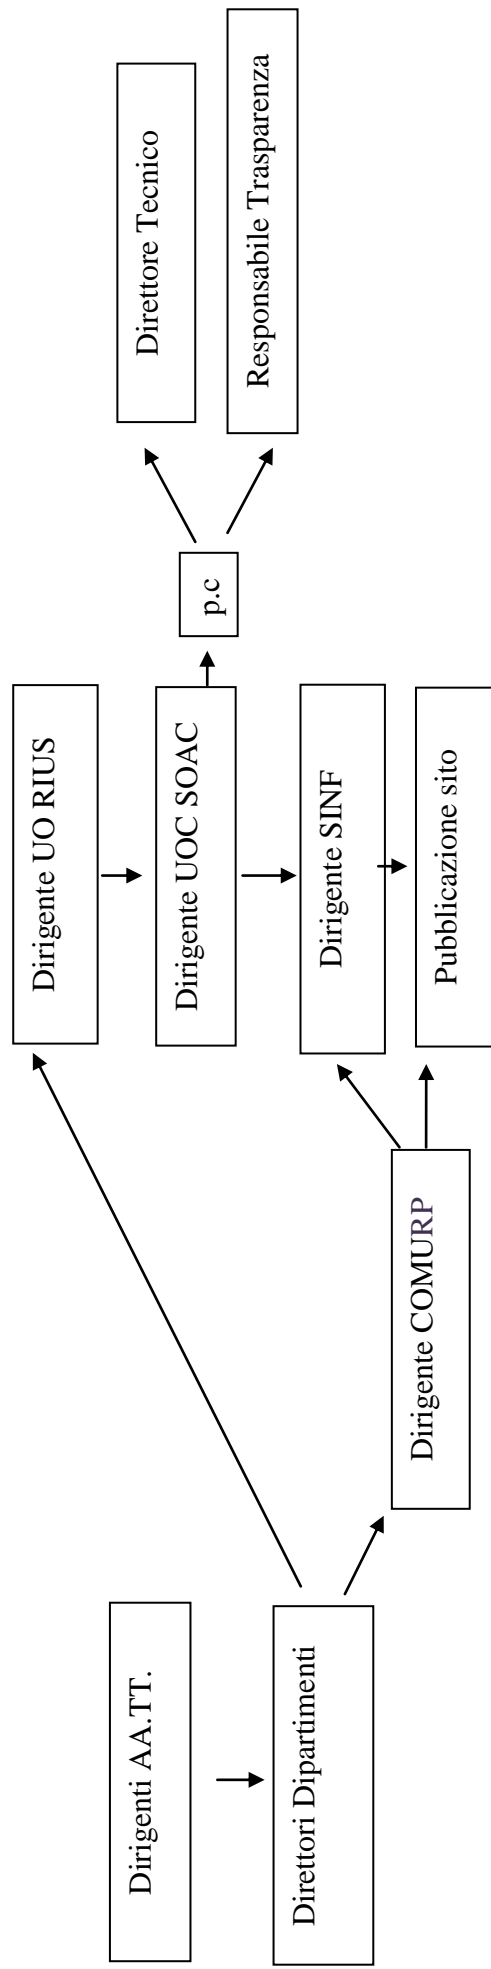 Dirigenti AA.TT.
Direttori Dipartimenti
Dirigente COMURP
Dirigente UO RIUS
Dirigente UOC SOAC
Dirigente SINF
Pubblicazione sito
p.c
Direttore Tecnico
Responsabile Trasparenza